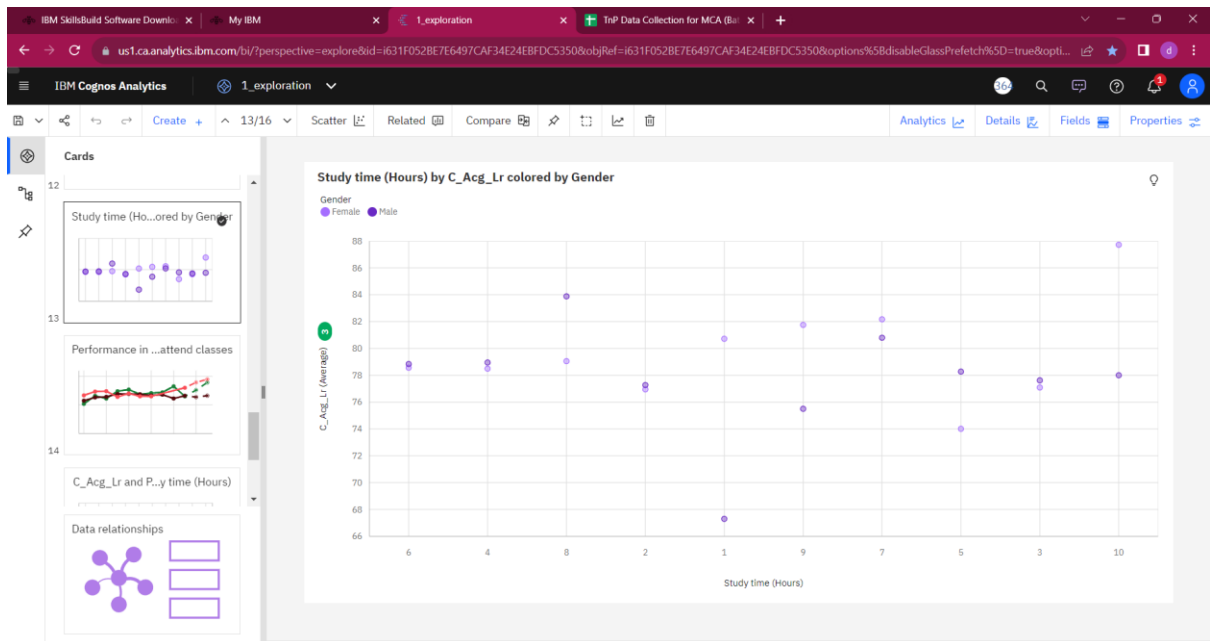 IBM SkillsBuild Software Downlo
My IBM
1_exploration
TnP Data Collection for MCA (Bat
us1.ca.analytics.ibm.com/bi/?perspective=explore&id=i631F052BE7E6497CAF34E24EBFDC5350&objRef=i631F052BE7E6497CAF34E24EBFDC5350&options%5BdisableGlassPrefetch%5D=true&opti...
d
IBM Cognos Analytics
1_exploration
364
1
Create +
13/16
Scatter
Related
Compare
Analytics
Details
Fields
Properties
Cards
12
Study time (Ho...ored by Gender
13
Performance in ...attend classes
14
C_Acg_Lr and P...y time (Hours)
Data relationships
Study time (Hours) by C_Acg_Lr colored by Gender
Gender
Female Male
3
C_Acg_Lr (Average)
88
86
84
82
80
78
76
74
72
70
68
66
6 4 8 2 1 9 7 5 3 10
Study time (Hours)